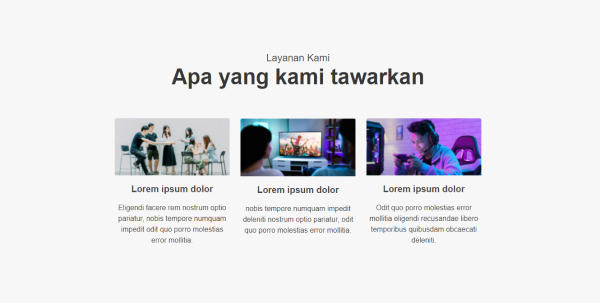 Layanan Kami
Apa yang kami tawarkan
Lorem ipsum dolor
Eligendi facere rem nostrum optio
pariatur, nobis tempore numquam
impedit odit quo porro molestias
error mollitia.
Lorem ipsum dolor
nobis tempore numquam impedit
deleniti nostrum optio pariatur, odit
quo porro molestias error mollitia.
Lorem ipsum dolor
Odit quo porro molestias error
mollitia eligendi recusandae libero
temporibus quibusdam obcaecati
deleniti.